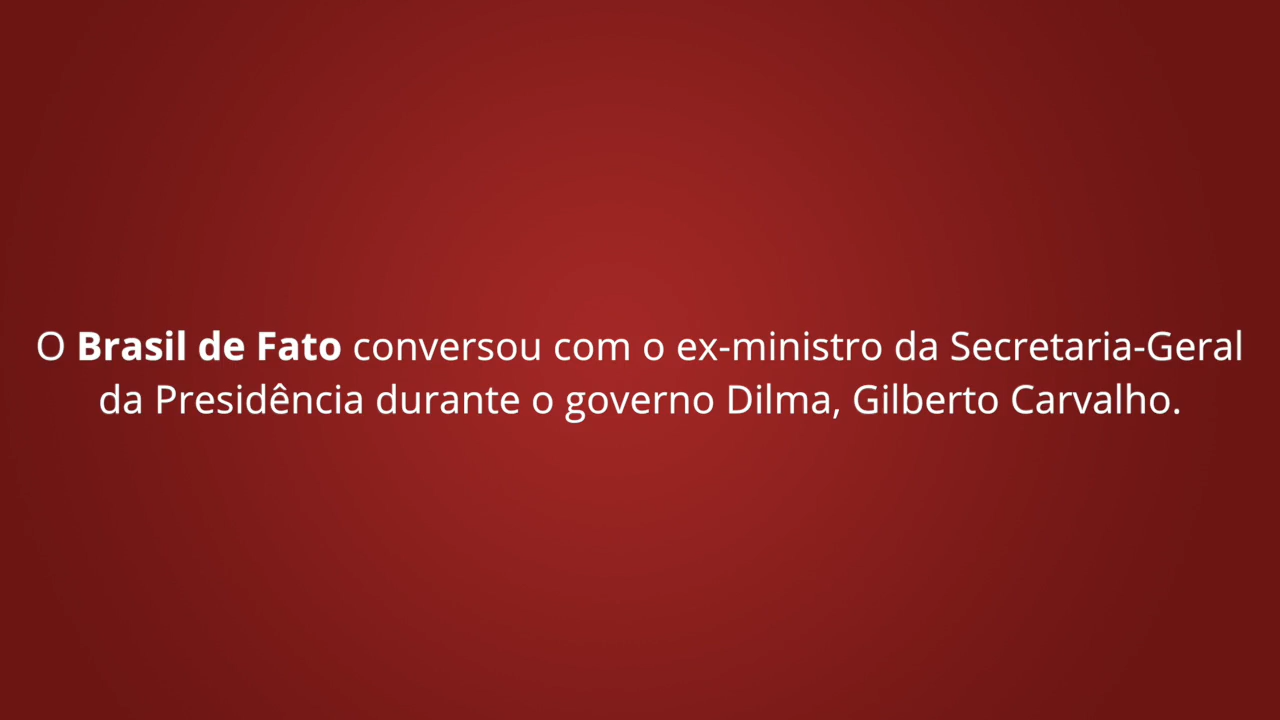 O Brasil de Fato conversou com o ex-ministro da Secretaria-Geral
da Presidência durante o governo Dilma, Gilberto Carvalho.